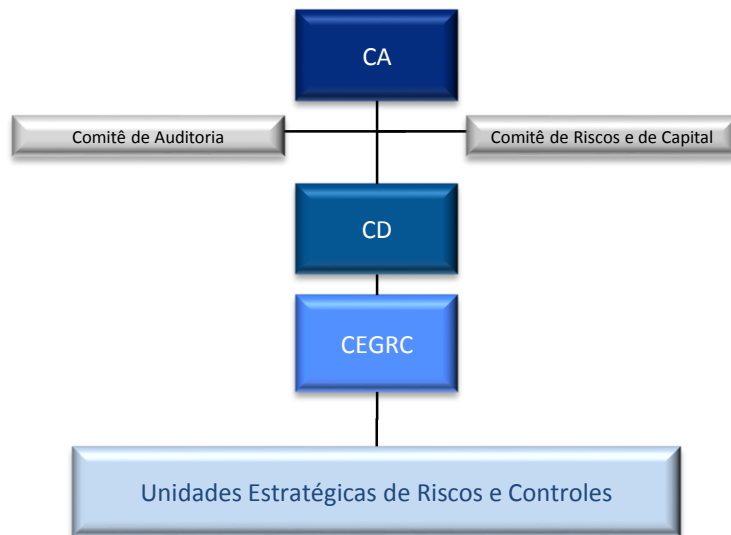 CA
Comitê de Auditoria
Comitê de Riscos e de Capital
CD
CEGRC
Unidades Estratégicas de Riscos e Controles